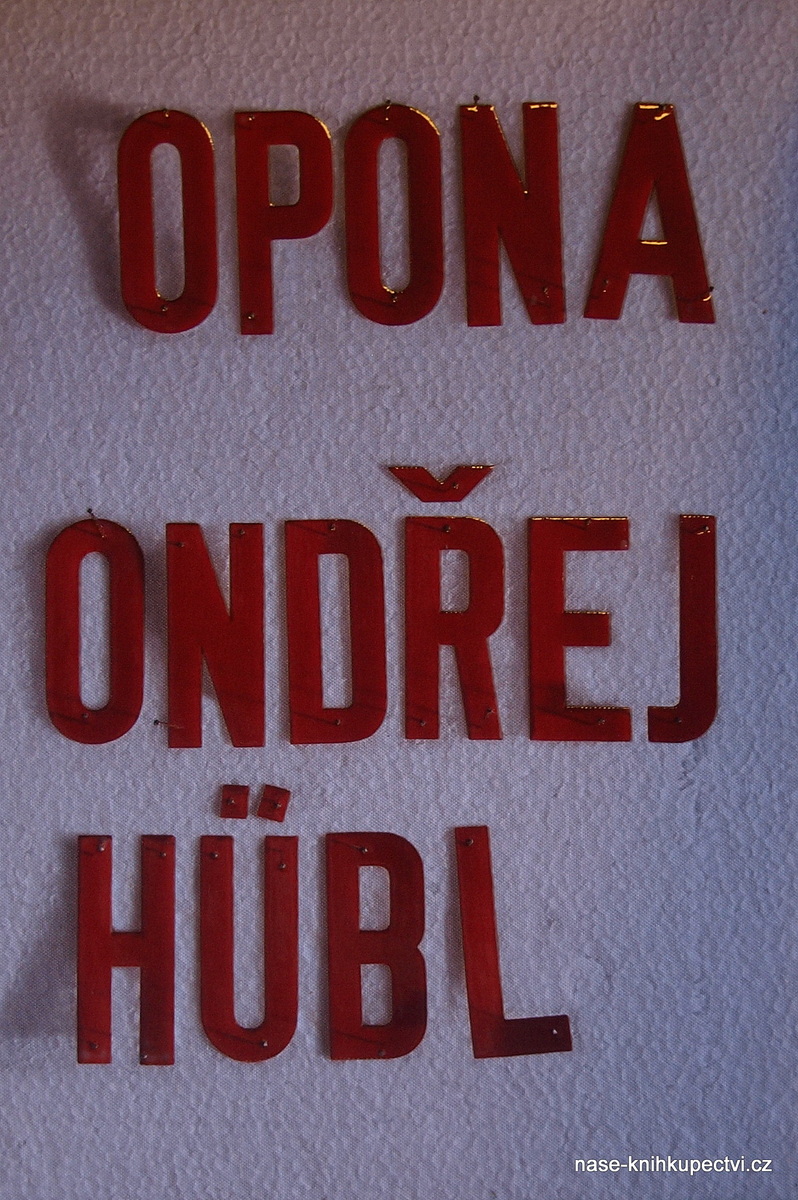 OPONA
ONDŘEJ
HÜBL
nase-knihkupectvi.cz